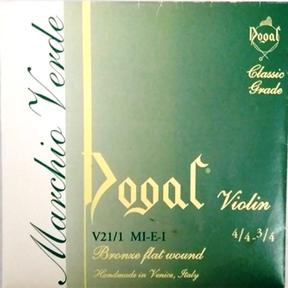 Marchio Verde
Dogal
Classic
Grade
Dogal
Violin
V21/1 MI-E-I
4/4-3/4
Bronze flat wound
Handmade in Venice, Italy